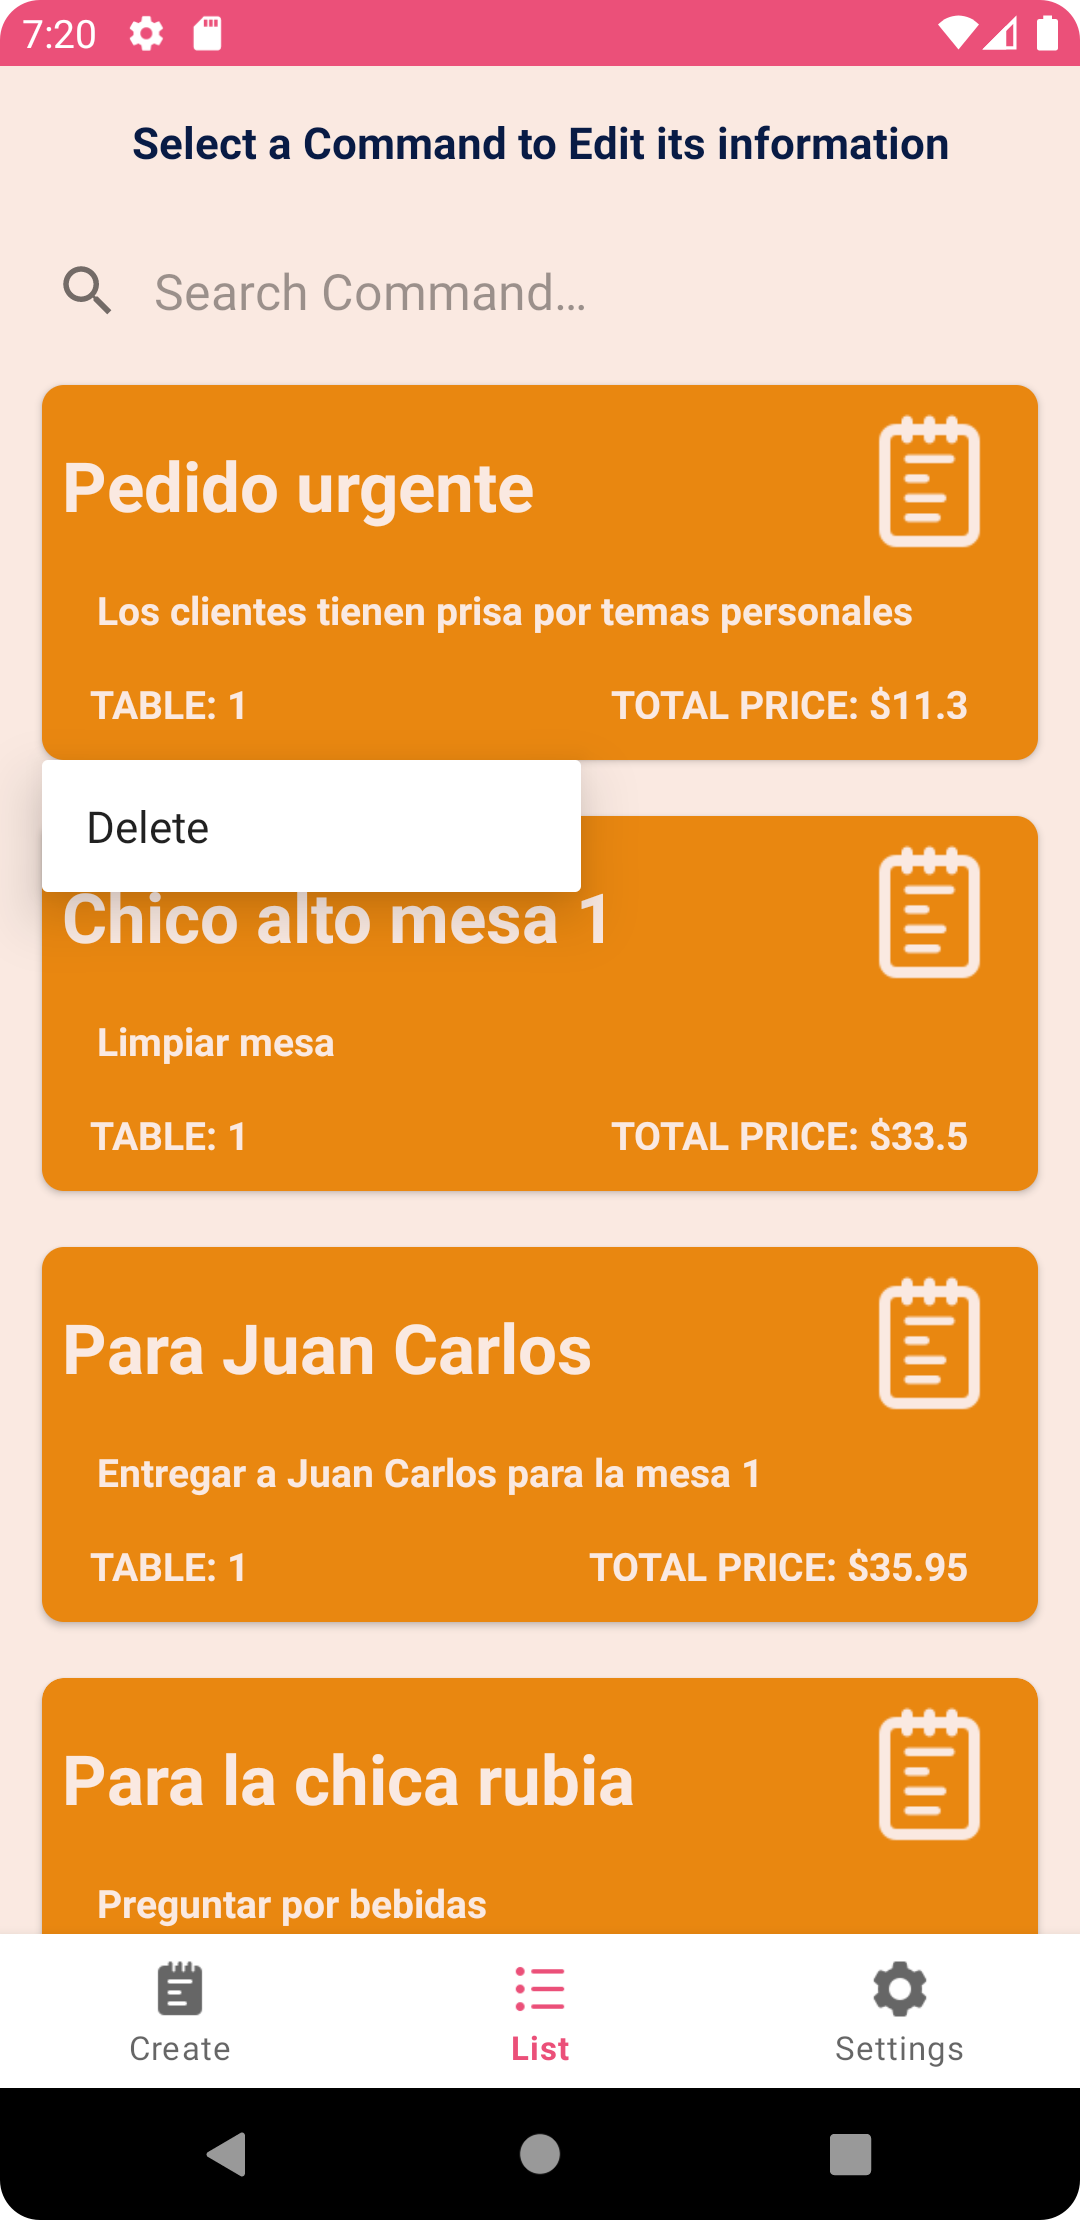 7:20
Select a Command to Edit its information
Search Command...
Pedido urgente
Los clientes tienen prisa por temas personales
TABLE: 1
TOTAL PRICE: $11.3
Delete
Chico alto mesa 1
Limpiar mesa
TABLE: 1
TOTAL PRICE: $33.5
Para Juan Carlos
Entregar a Juan Carlos para la mesa 1
TABLE: 1
TOTAL PRICE: $35.95
Para la chica rubia
Preguntar por bebidas
Create
List
Settings